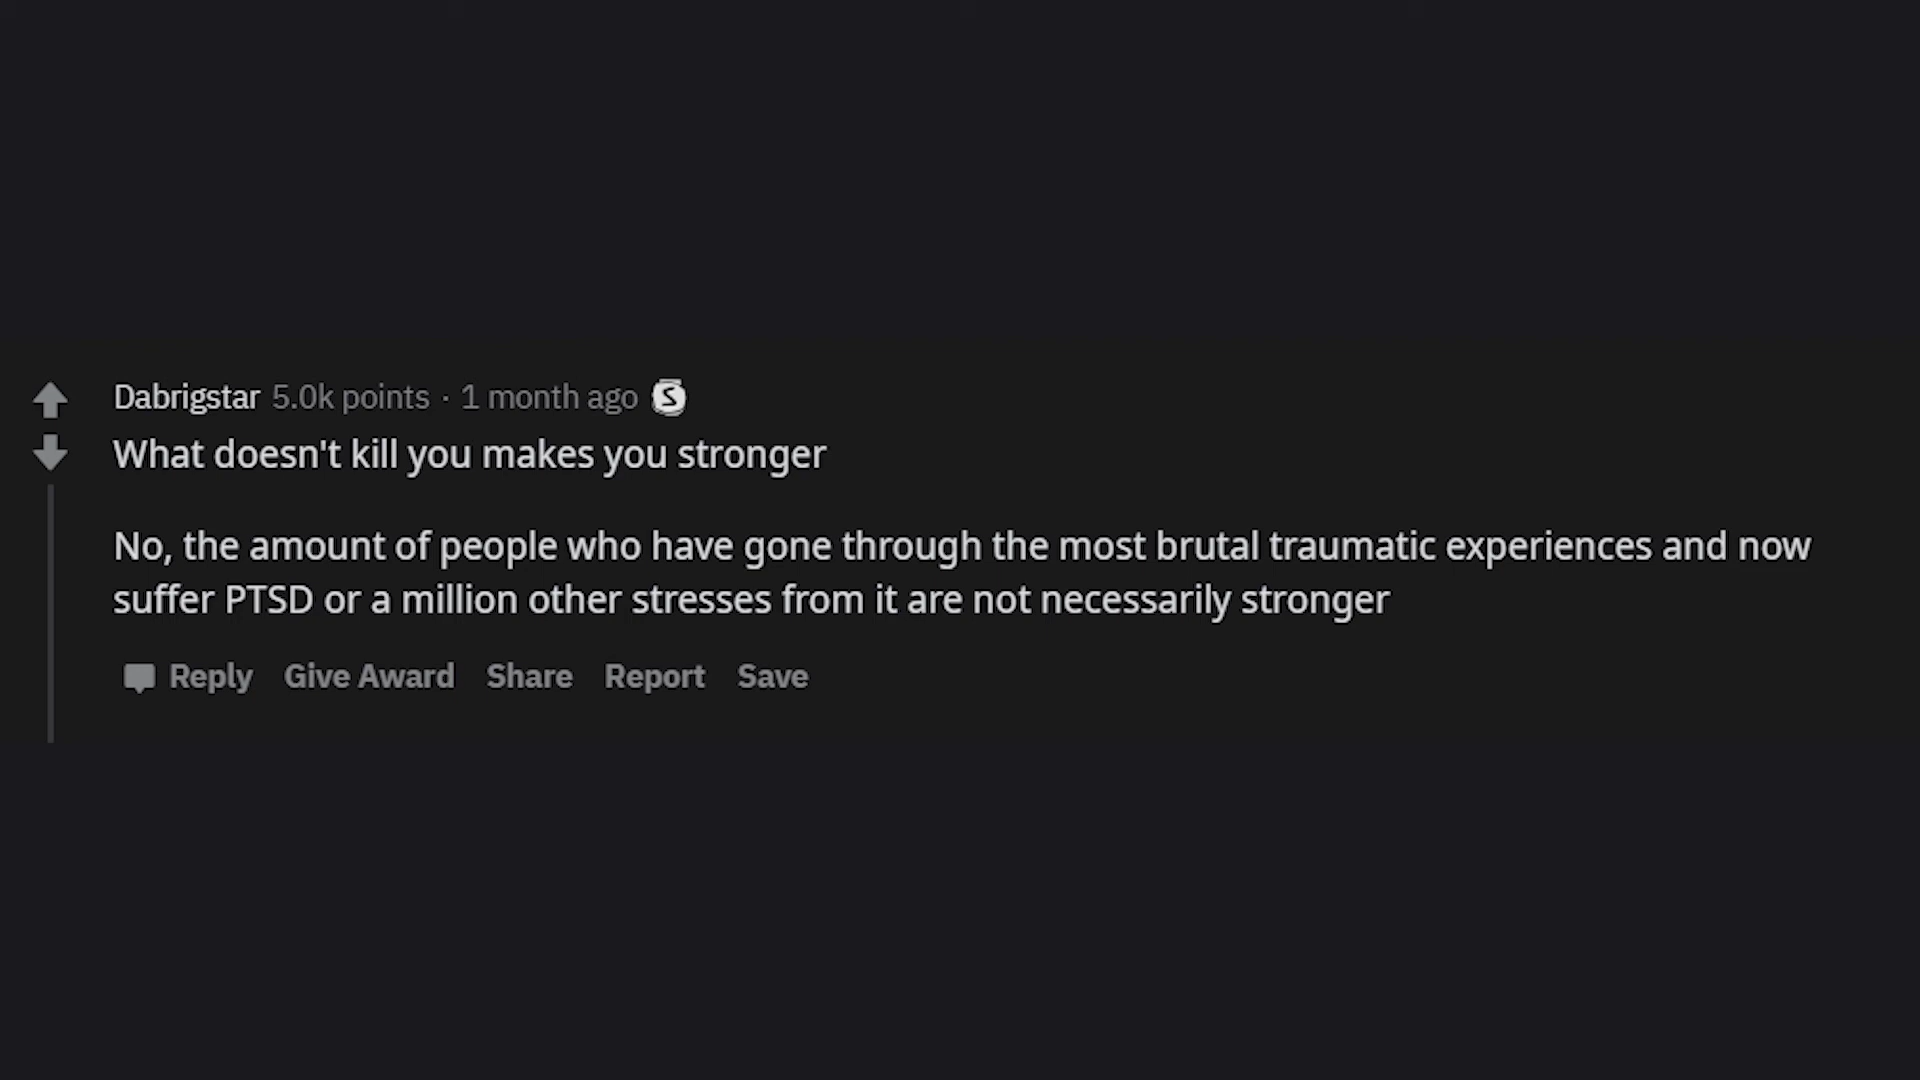 Dabrigstar 5.0k points · 1 month ago S
What doesn't kill you makes you stronger
No, the amount of people who have gone through the most brutal traumatic experiences and now
suffer PTSD or a million other stresses from it are not necessarily stronger
Reply Give Award Share Report Save